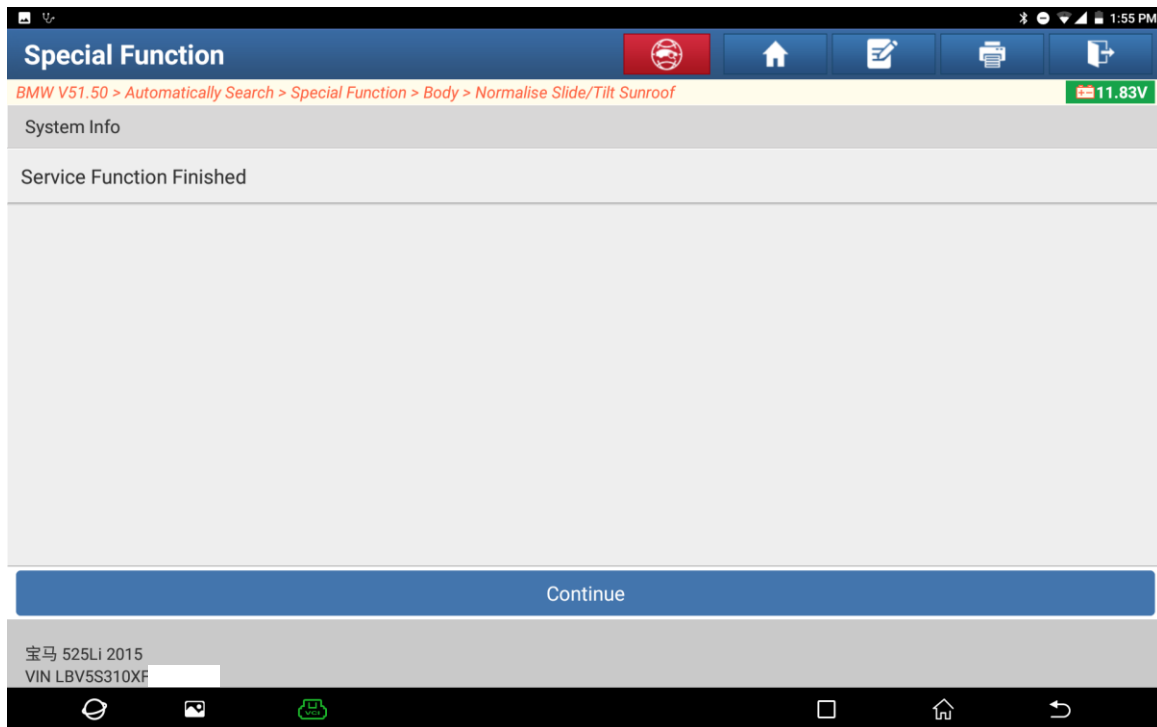 1:55 PM
Special Function
BMW V51.50 > Automatically Search > Special Function > Body > Normalise Slide/Tilt Sunroof
11.83V
System Info
Service Function Finished
Continue
宝马 525Li 2015
VIN LBV5S310XF
VCI